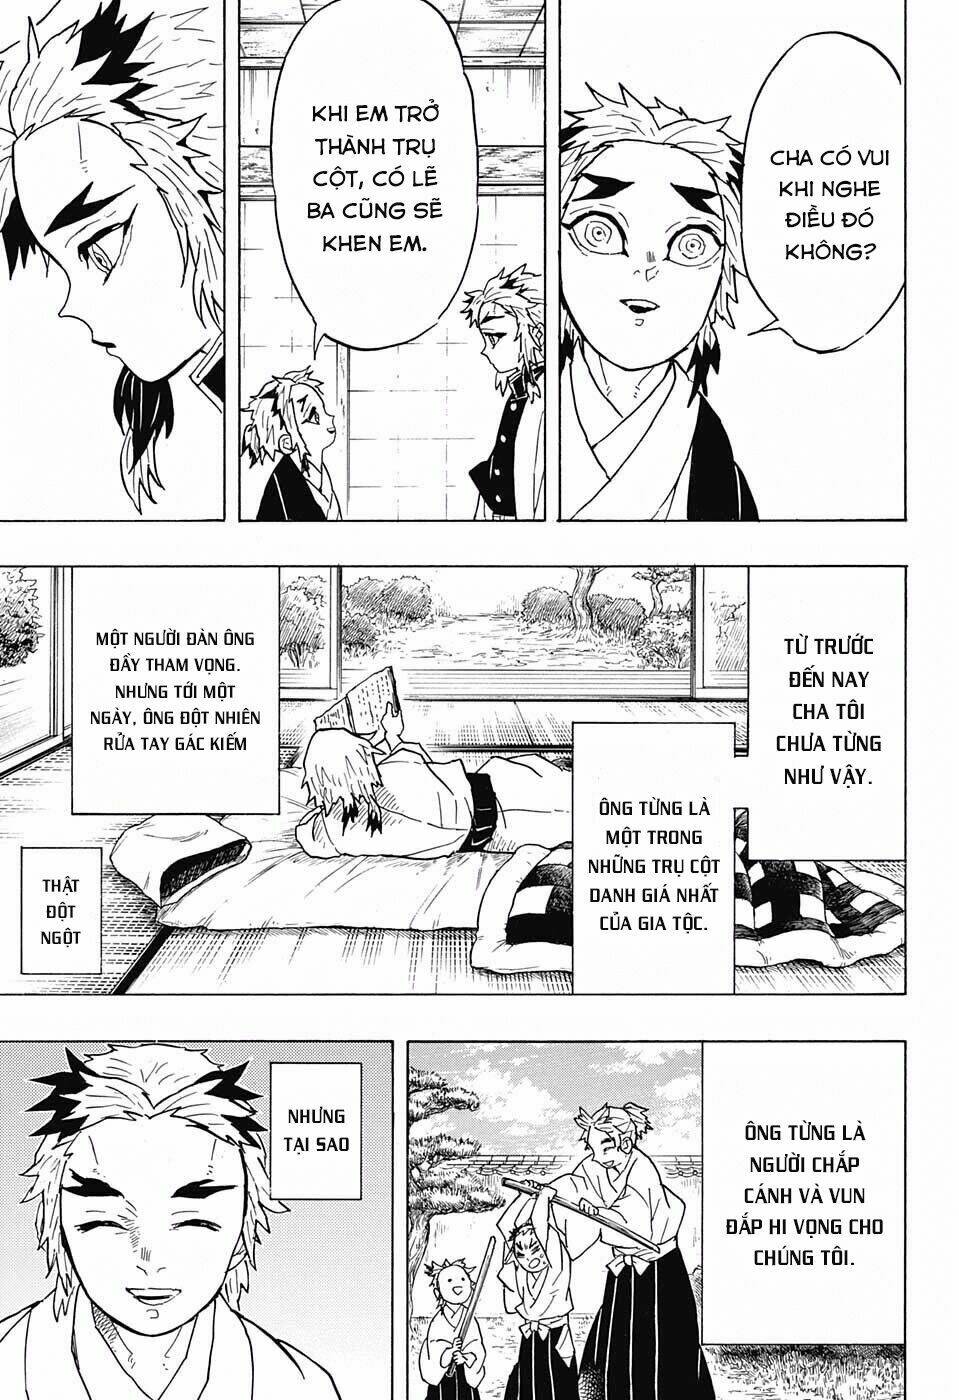 CHA CÓ VUI
KHI NGHE
ĐIỀU ĐÓ
KHÔNG?
KHI EM TRỞ
THÀNH TRỤ
CỘT, CÓ LẼ
BA CŨNG SẼ
KHEN EM.
TỪ TRƯỚC
ĐẾN NAY
CHA TÔI
CHƯA TỪNG
NHƯ VẬY.
ÔNG TỪNG LÀ
MỘT TRONG
NHỮNG TRỤ CỘT
DANH GIÁ NHẤT
CỦA GIA TỘC.
MỘT NGƯỜI ĐÀN ÔNG
ĐẦY THAM VỌNG.
NHƯNG TỚI MỘT
NGÀY, ÔNG ĐỘT NHIÊN
RỬA TAY GÁC KIẾM
THẬT
ĐỘT
NGỘT
ÔNG TỪNG LÀ
NGƯỜI CHẮP
CÁNH VÀ VUN
ĐẮP HI VỌNG CHO
CHÚNG TÔI.
NHƯNG
TẠI SAO